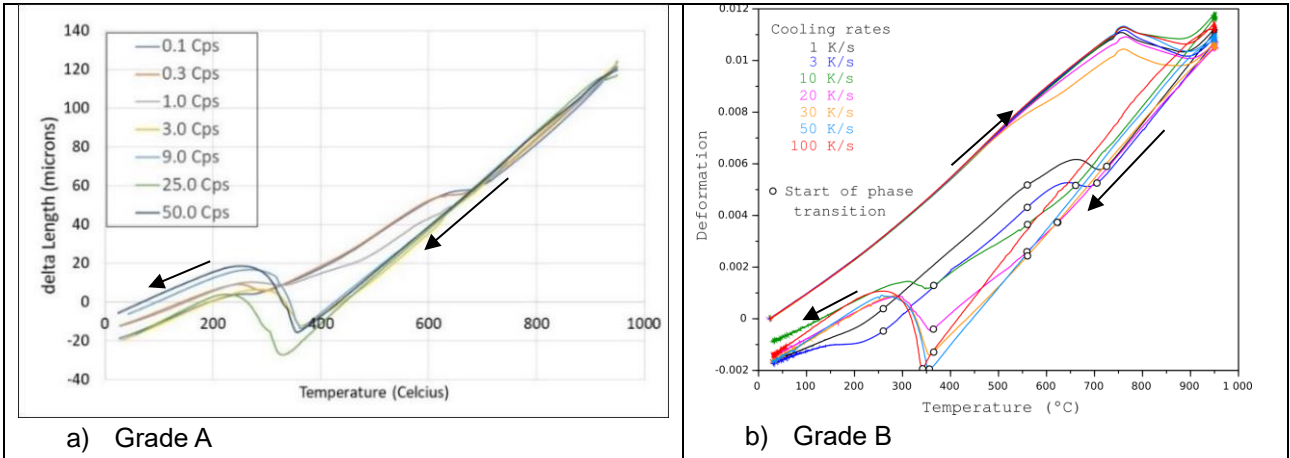 140
120
100
80
60
40
20
0
-20
-40
delta Length (microns)
0.1 Cps
0.3 Cps
1.0 Cps
3.0 Cps
9.0 Cps
25.0 Cps
50.0 Cps
0 200 400 600 800 1000
Temperature (Celcius)
a) Grade A
0.012
0.01
0.008
0.006
0.004
0.002
0
-0.002
Deformation
Cooling rates
1 K/s
3 K/s
10 K/s
20 K/s
30 K/s
50 K/s
100 K/s
Start of phase
transition
0 100 200 300 400 500 600 700 800 900 1 000
Temperature (°C)
b) Grade B